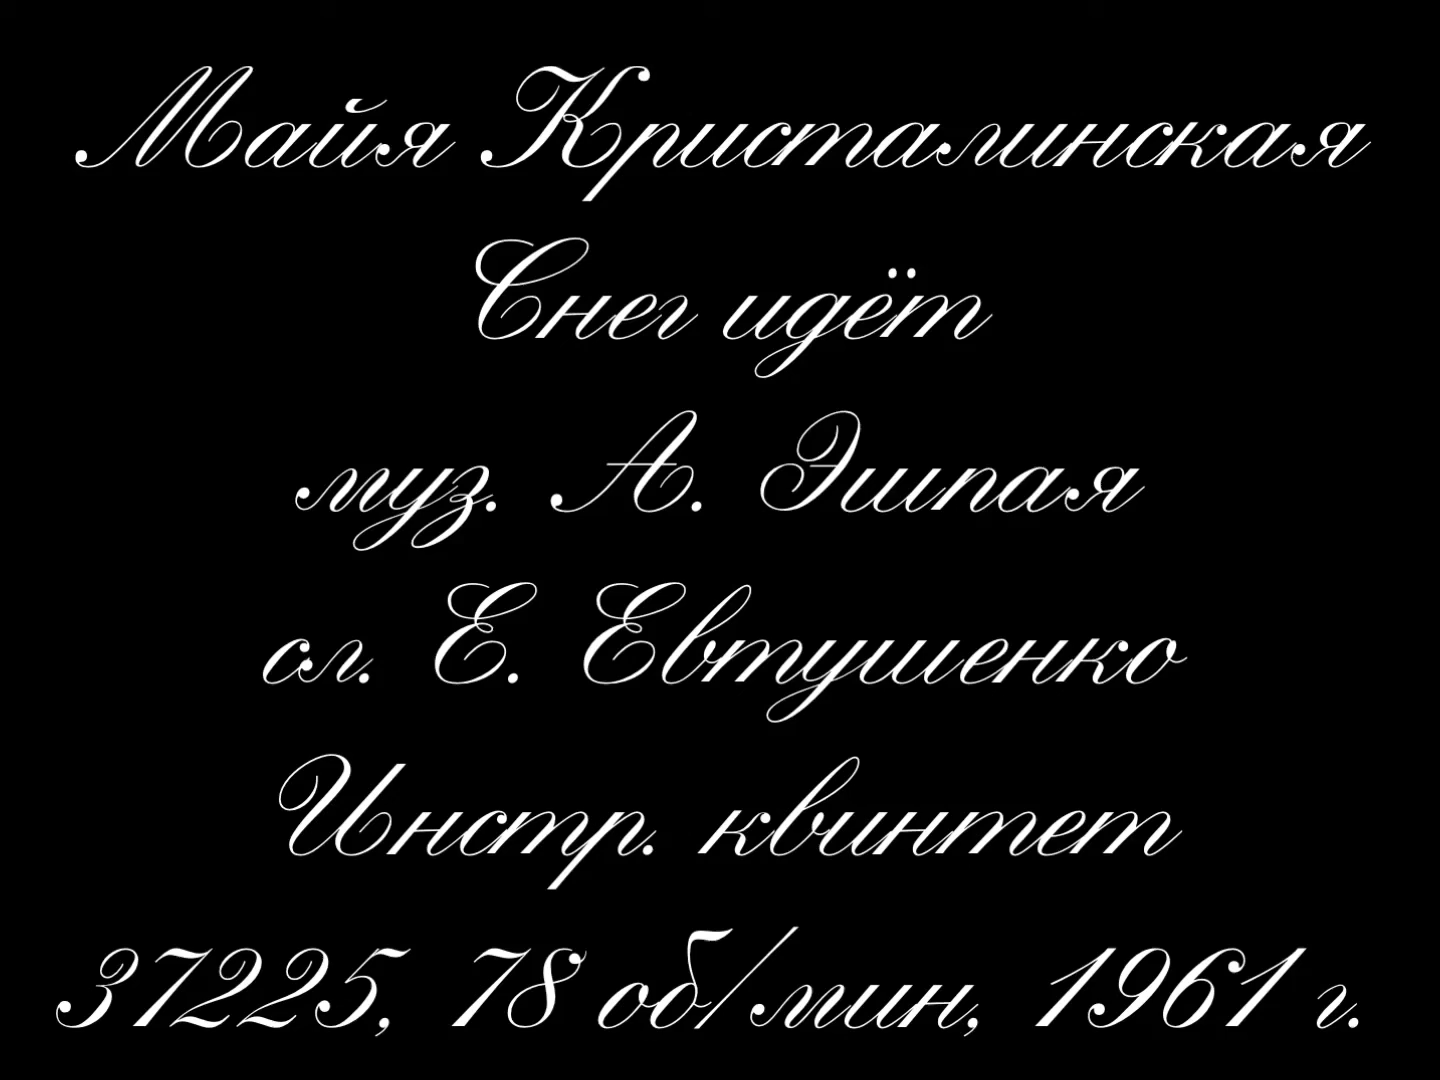 Майя Кристалинская
Снег идёт
муз. А. Эшпая
сл. Е. Евтушенко
Инстр. квинтет
37225, 78 об/мин, 1961 г.